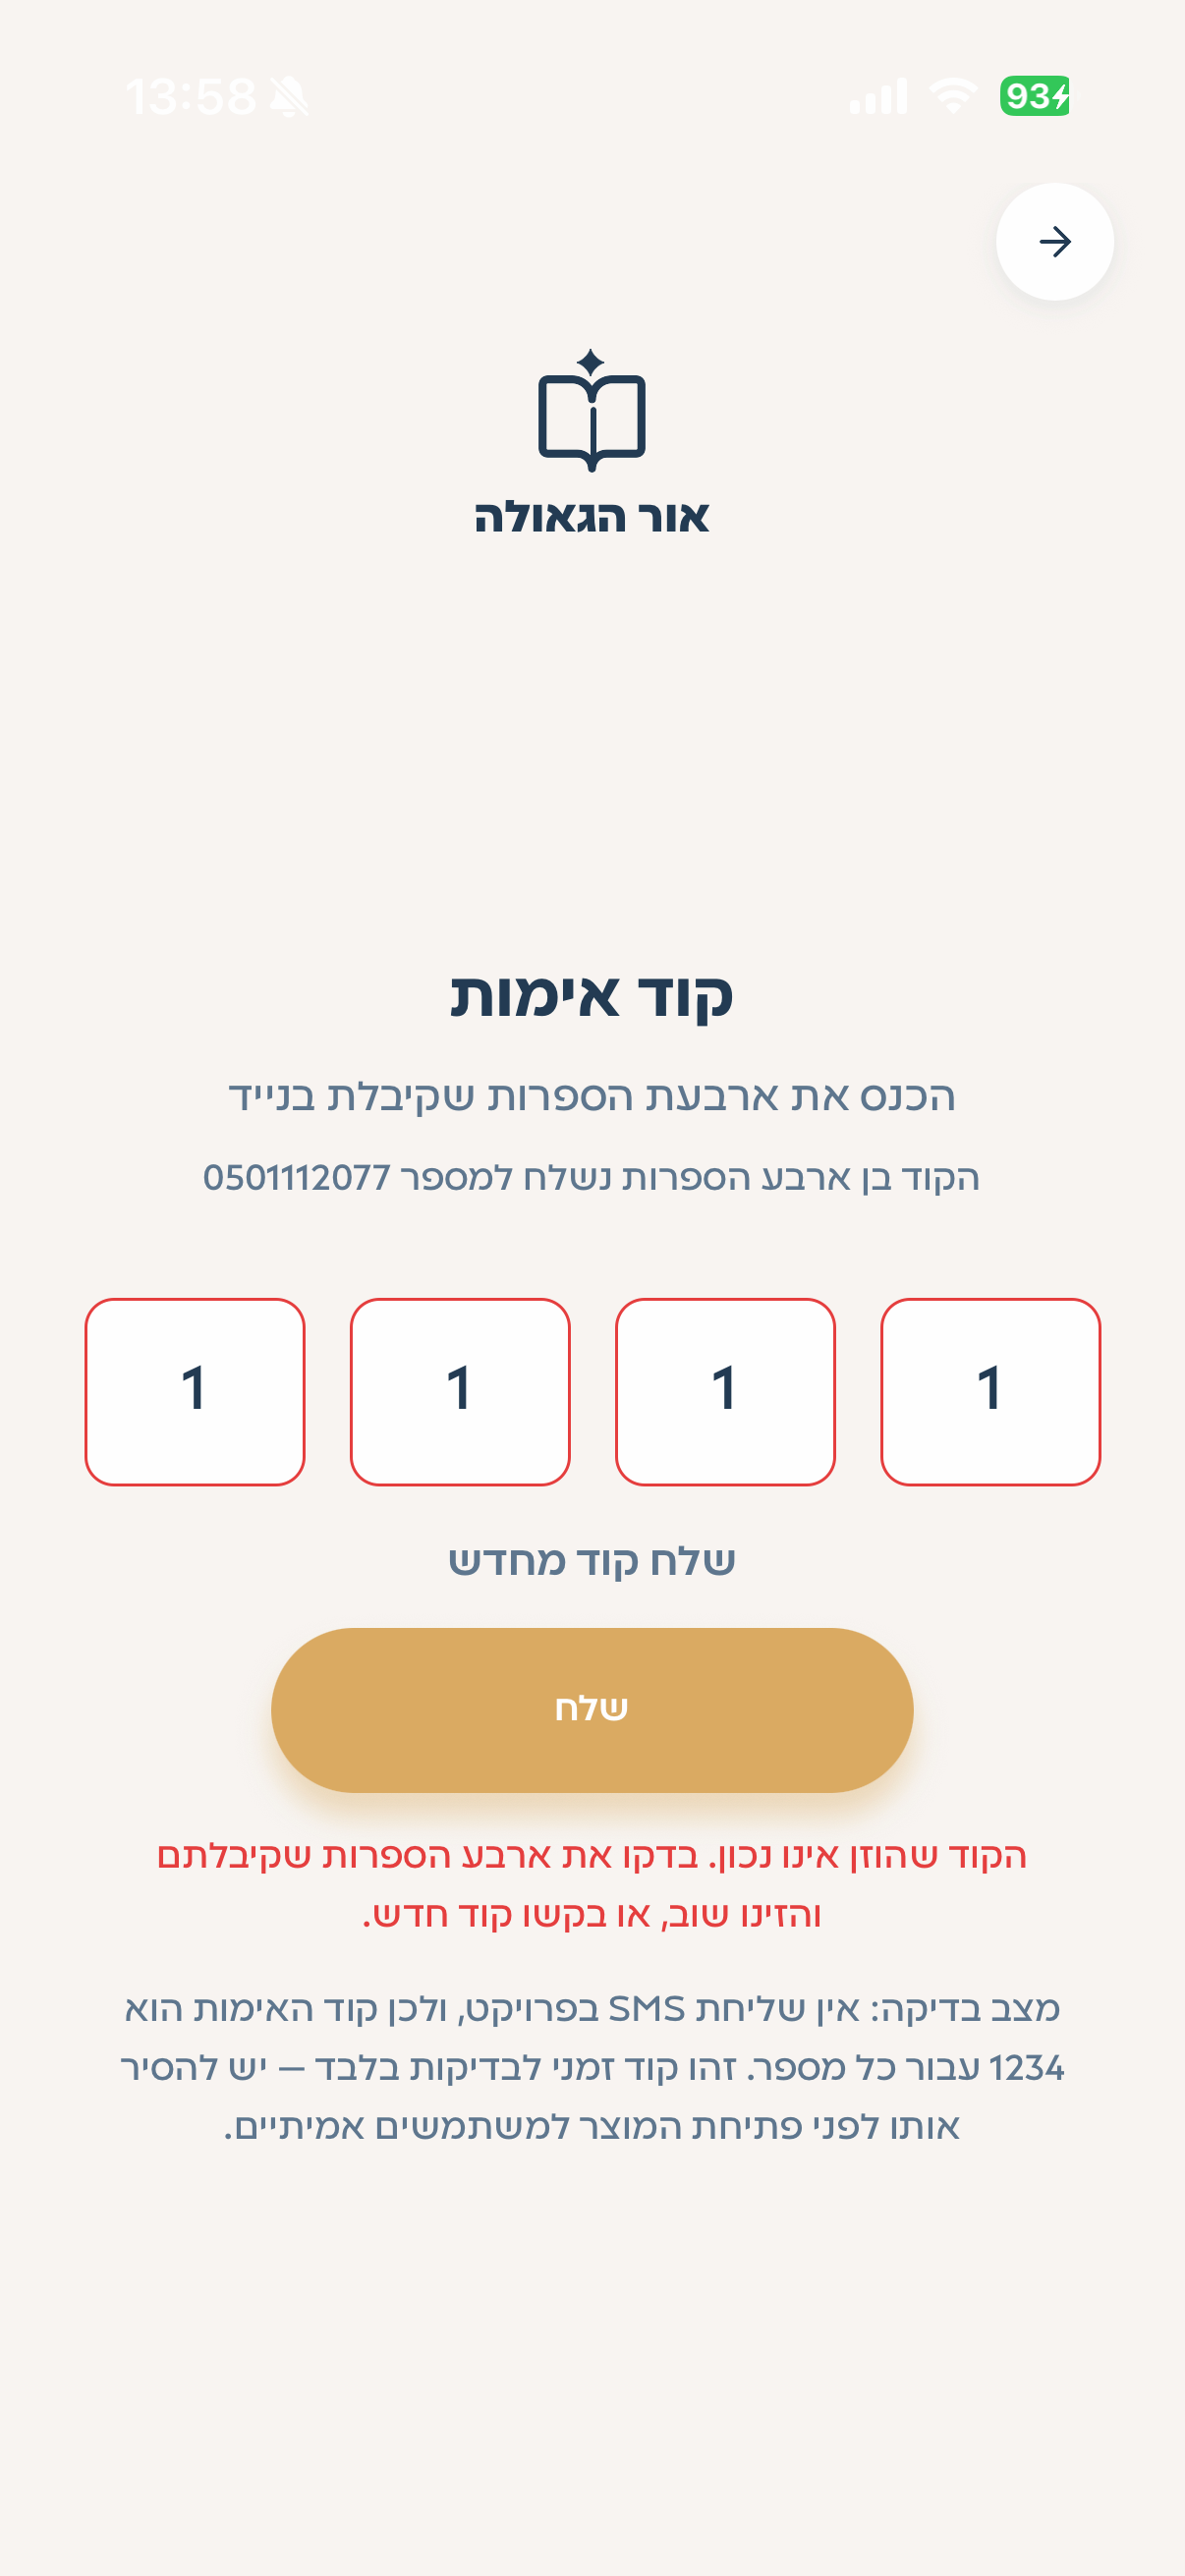 13:58
93
אור הגאולה
קוד אימות
הכנס את ארבעת הספרות שקיבלת בנייד
הקוד בן ארבע הספרות נשלח למספר 0501112077
1 1 1 1
שלח קוד מחדש
שלח
הקוד שהוזן אינו נכון. בדקו את ארבע הספרות שקיבלתם
והזינו שוב, או בקשו קוד חדש.
מצב בדיקה: אין שליחת SMS בפרויקט, ולכן קוד האימות הוא
1234 עבור כל מספר. זהו קוד זמני לבדיקות בלבד — יש להסיר
אותו לפני פתיחת המוצר למשתמשים אמיתיים.